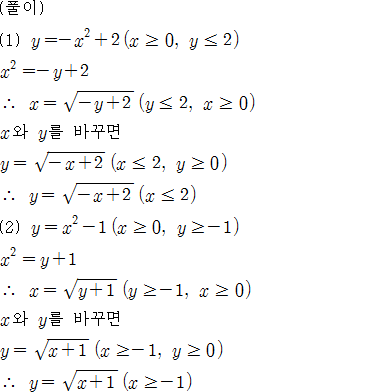 (풀이)
(1) y=-x²+2 (x ≥ 0, y ≤ 2)
x² =-y+2
∴ x = √(-y+2) (y ≤ 2, x ≥ 0)
x와 y를 바꾸면
y = √(-x+2) (x ≤ 2, y ≥ 0)
∴ y = √(-x+2) (x ≤ 2)
(2) y = x²-1 (x ≥ 0, y ≥-1)
x² = y+1
∴ x = √(y+1) (y ≥-1, x ≥ 0)
x와 y를 바꾸면
y = √(x+1) (x ≥-1, y ≥ 0)
∴ y = √(x+1) (x ≥-1)